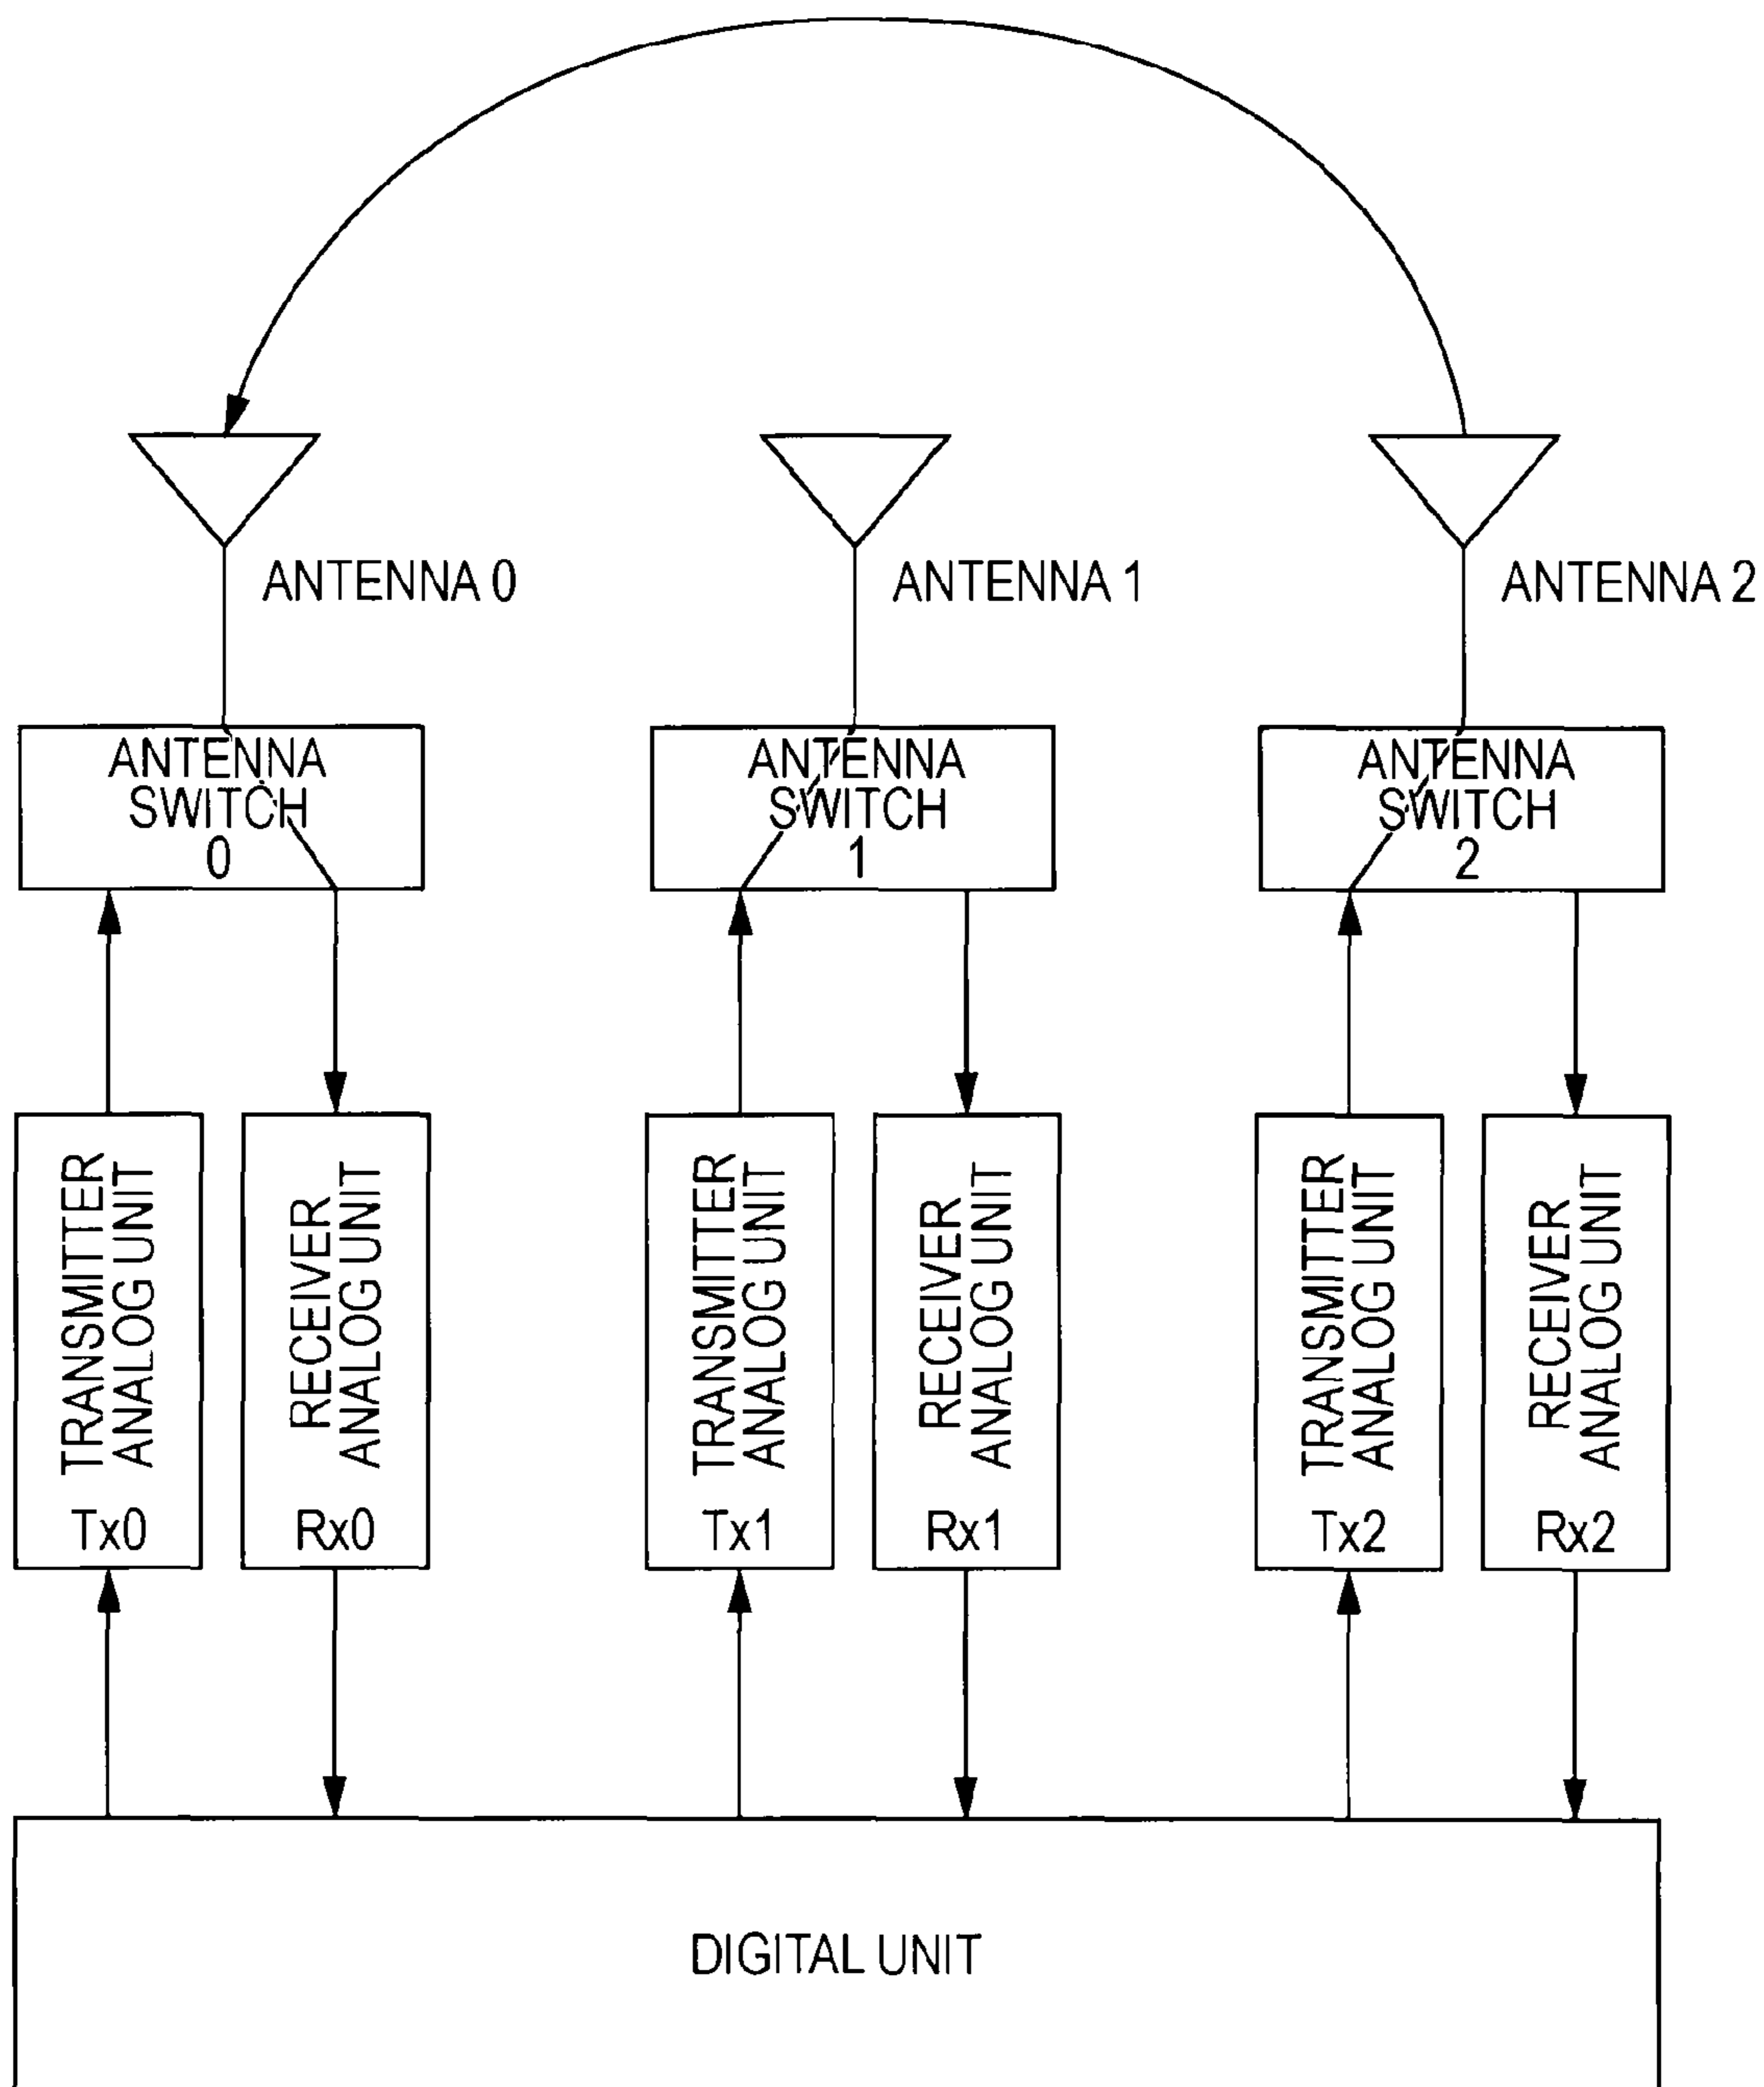 ANTENNA 0
ANTENNA 1
ANTENNA 2
ANTENNA
SWITCH
0
ANTENNA
SWITCH
1
ANTENNA
SWITCH
2
TRANSMITTER
ANALOG UNIT
Tx0
RECEIVER
ANALOG UNIT
Rx0
TRANSMITTER
ANALOG UNIT
Tx1
RECEIVER
ANALOG UNIT
Rx1
TRANSMITTER
ANALOG UNIT
Tx2
RECEIVER
ANALOG UNIT
Rx2
DIGITAL UNIT